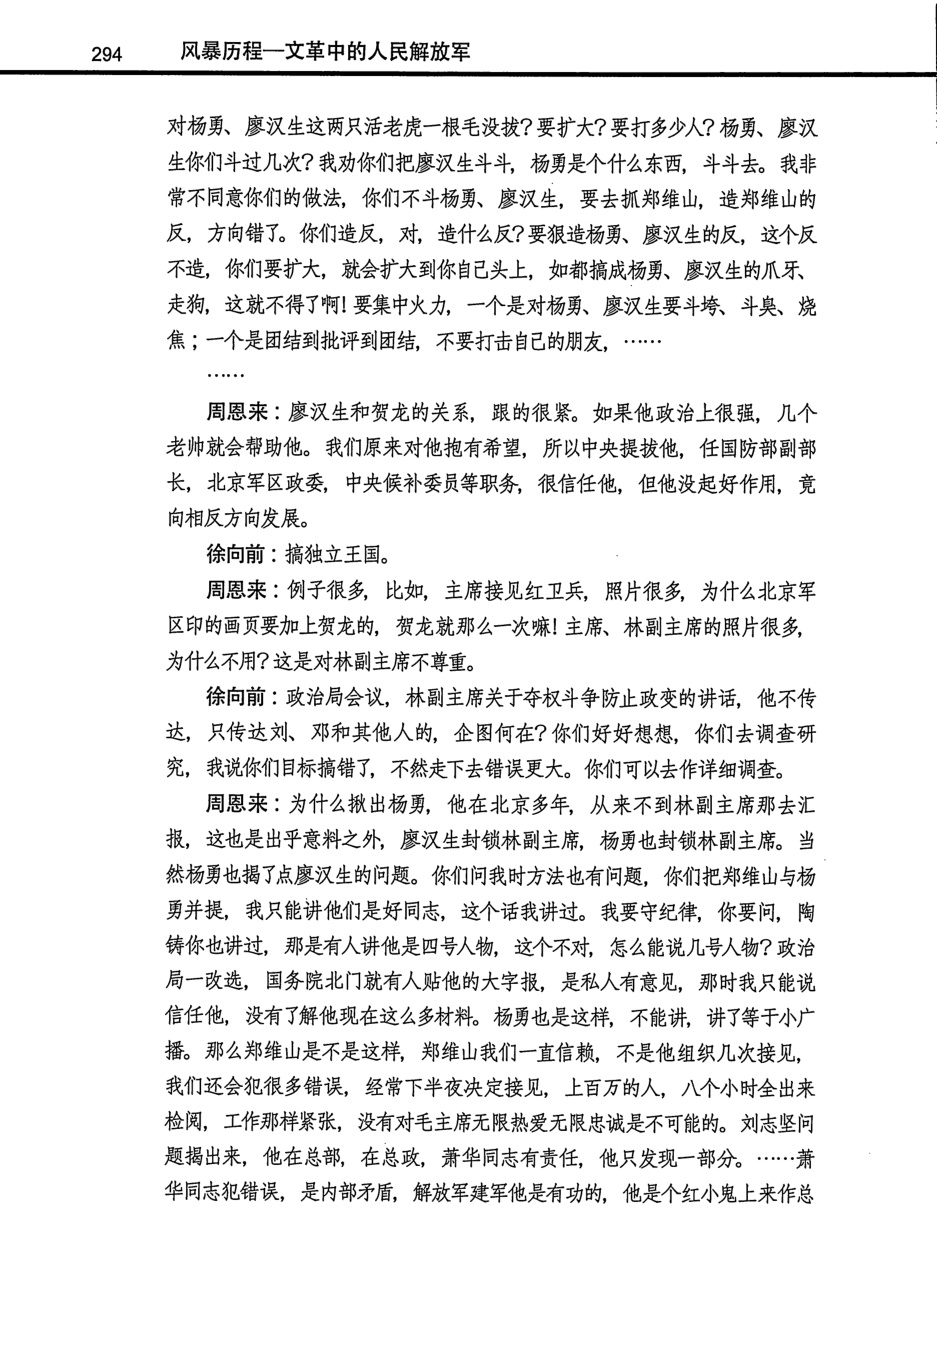 294 风暴历程—文革中的人民解放军
对杨勇、廖汉生这两只活老虎一根毛没拔?要扩大?要打多少人?杨勇、廖汉
生你们斗过几次?我劝你们把廖汉生斗斗，杨勇是个什么东西，斗斗去。我非
常不同意你们的做法，你们不斗杨勇、廖汉生，要去抓郑维山，造郑维山的
反，方向错了。你们造反，对，造什么反?要狠造杨勇、廖汉生的反，这个反
不造，你们要扩大，就会扩大到你自己头上，如都搞成杨勇、廖汉生的爪牙、
走狗，这就不得了啊!要集中火力，一个是对杨勇、廖汉生要斗垮、斗臭、烧
焦；一个是团结到批评到团结，不要打击自己的朋友，……
……
周恩来：廖汉生和贺龙的关系，跟的很紧。如果他政治上很强，几个
老帅就会帮助他。我们原来对他抱有希望，所以中央提拔他，任国防部副部
长，北京军区政委，中央候补委员等职务，很信任他，但他没起好作用，竟
向相反方向发展。
徐向前：搞独立王国。
周恩来：例子很多，比如，主席接见红卫兵，照片很多，为什么北京军
区印的画页要加上贺龙的，贺龙就那么一次嘛!主席、林副主席的照片很多，
为什么不用?这是对林副主席不尊重。
徐向前：政治局会议，林副主席关于夺权斗争防止政变的讲话，他不传
达，只传达刘、邓和其他人的，企图何在?你们好好想想，你们去调查研
究，我说你们目标搞错了，不然走下去错误更大。你们可以去作详细调查。
周恩来：为什么揪出杨勇，他在北京多年，从来不到林副主席那去汇
报，这也是出乎意料之外，廖汉生封锁林副主席，杨勇也封锁林副主席。当
然杨勇也揭了点廖汉生的问题。你们问我时方法也有问题，你们把郑维山与杨
勇并提，我只能讲他们是好同志，这个话我讲过。我要守纪律，你要问，陶
铸你也讲过，那是有人讲他是四号人物，这个不对，怎么能说几号人物?政治
局一改选，国务院北门就有人贴他的大字报，是私人有意见，那时我只能说
信任他，没有了解他现在这么多材料。杨勇也是这样，不能讲，讲了等于小广
播。那么郑维山是不是这样，郑维山我们一直信赖，不是他组织几次接见，
我们还会犯很多错误，经常下半夜决定接见，上百万的人，八个小时全出来
检阅，工作那样紧张，没有对毛主席无限热爱无限忠诚是不可能的。刘志坚问
题揭出来，他在总部，在总政，萧华同志有责任，他只发现一部分。……萧
华同志犯错误，是内部矛盾，解放军建军他是有功的，他是个红小鬼上来作总